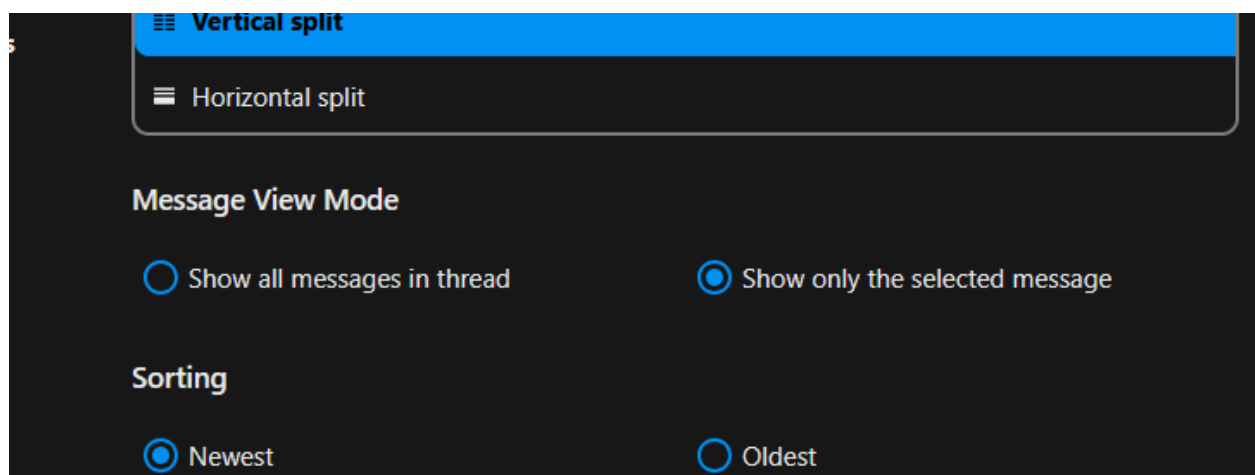 Vertical split
Horizontal split
Message View Mode
Show all messages in thread Show only the selected message
Sorting
Newest Oldest